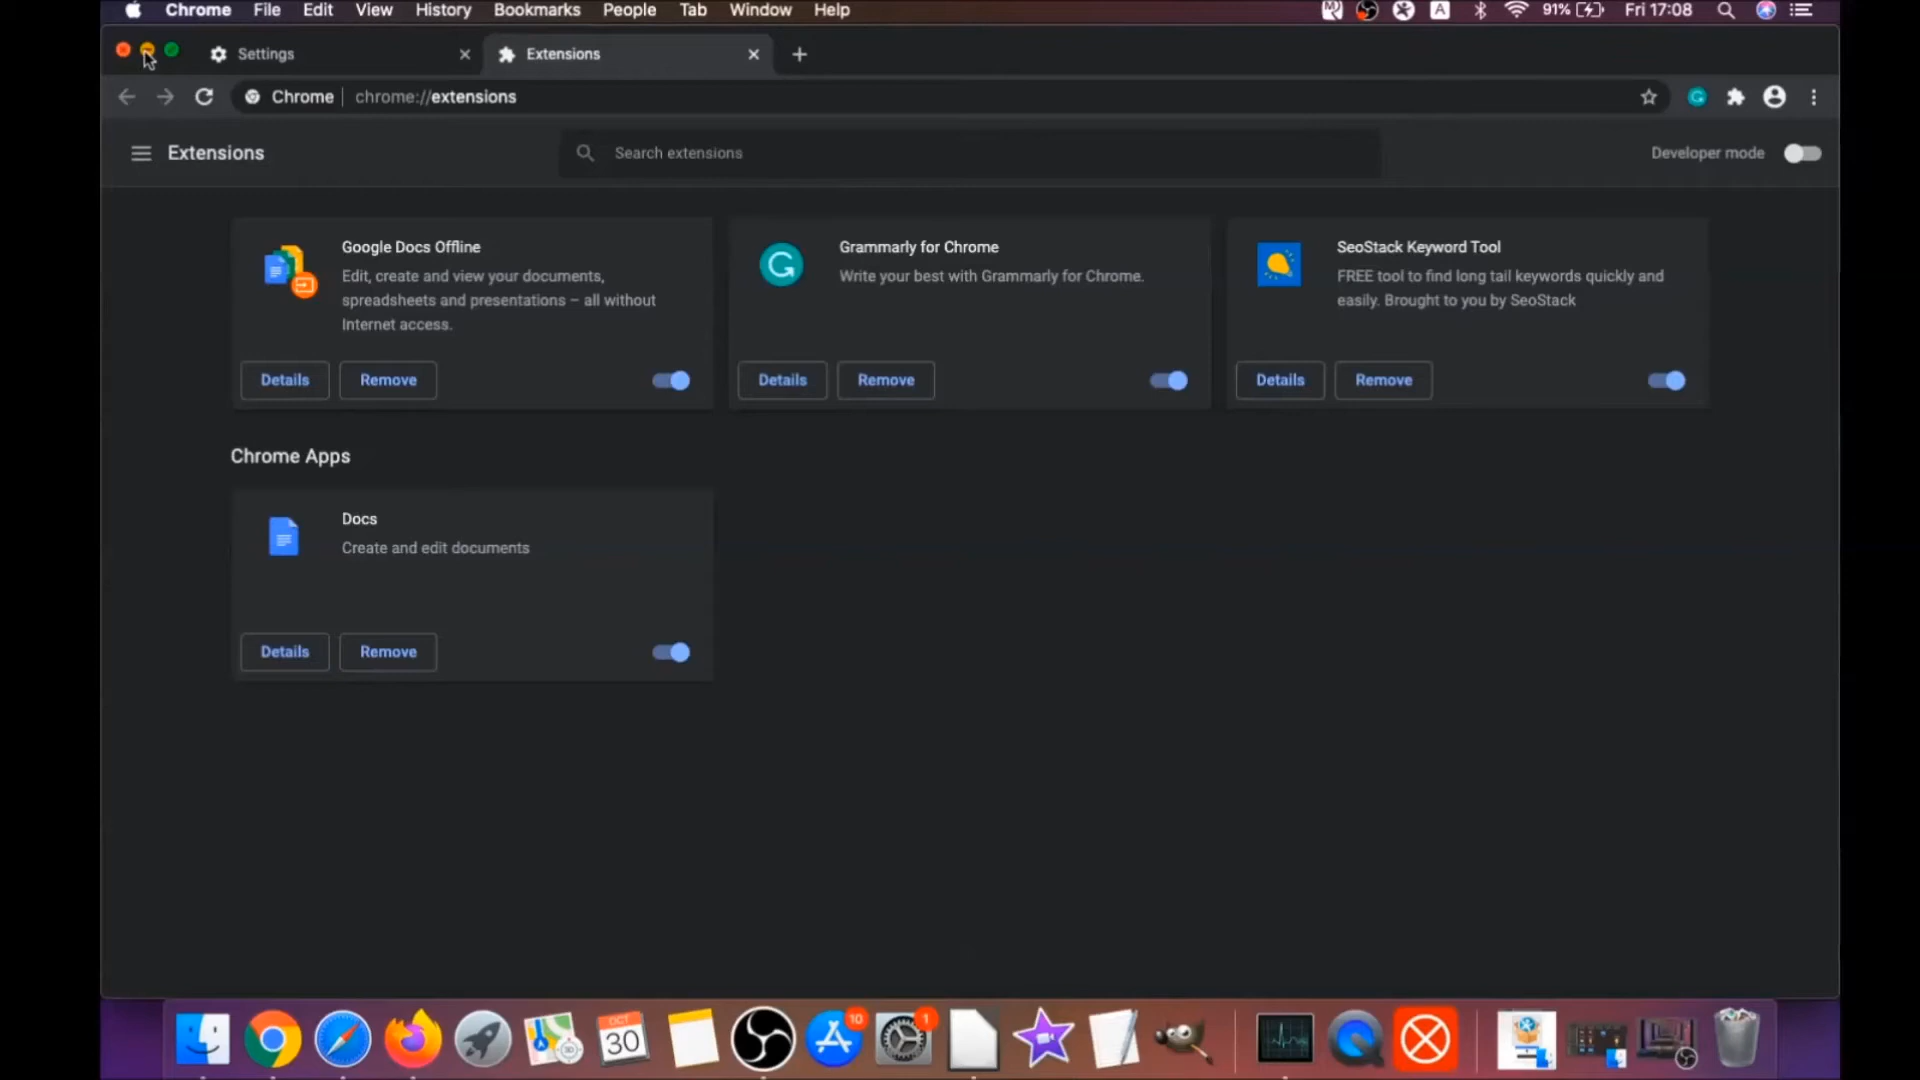 Chrome File Edit View History Bookmarks People Tab Window Help A 91% Fri 17:08
Settings Extensions
Chrome | chrome://extensions
Extensions Search extensions Developer mode
Google Docs Offline
Edit, create and view your documents,
spreadsheets and presentations – all without
Internet access.
Details Remove
Grammarly for Chrome
Write your best with Grammarly for Chrome.
Details Remove
SeoStack Keyword Tool
FREE tool to find long tail keywords quickly and
easily. Brought to you by SeoStack
Details Remove
Chrome Apps
Docs
Create and edit documents
Details Remove
OCT
30
10
1